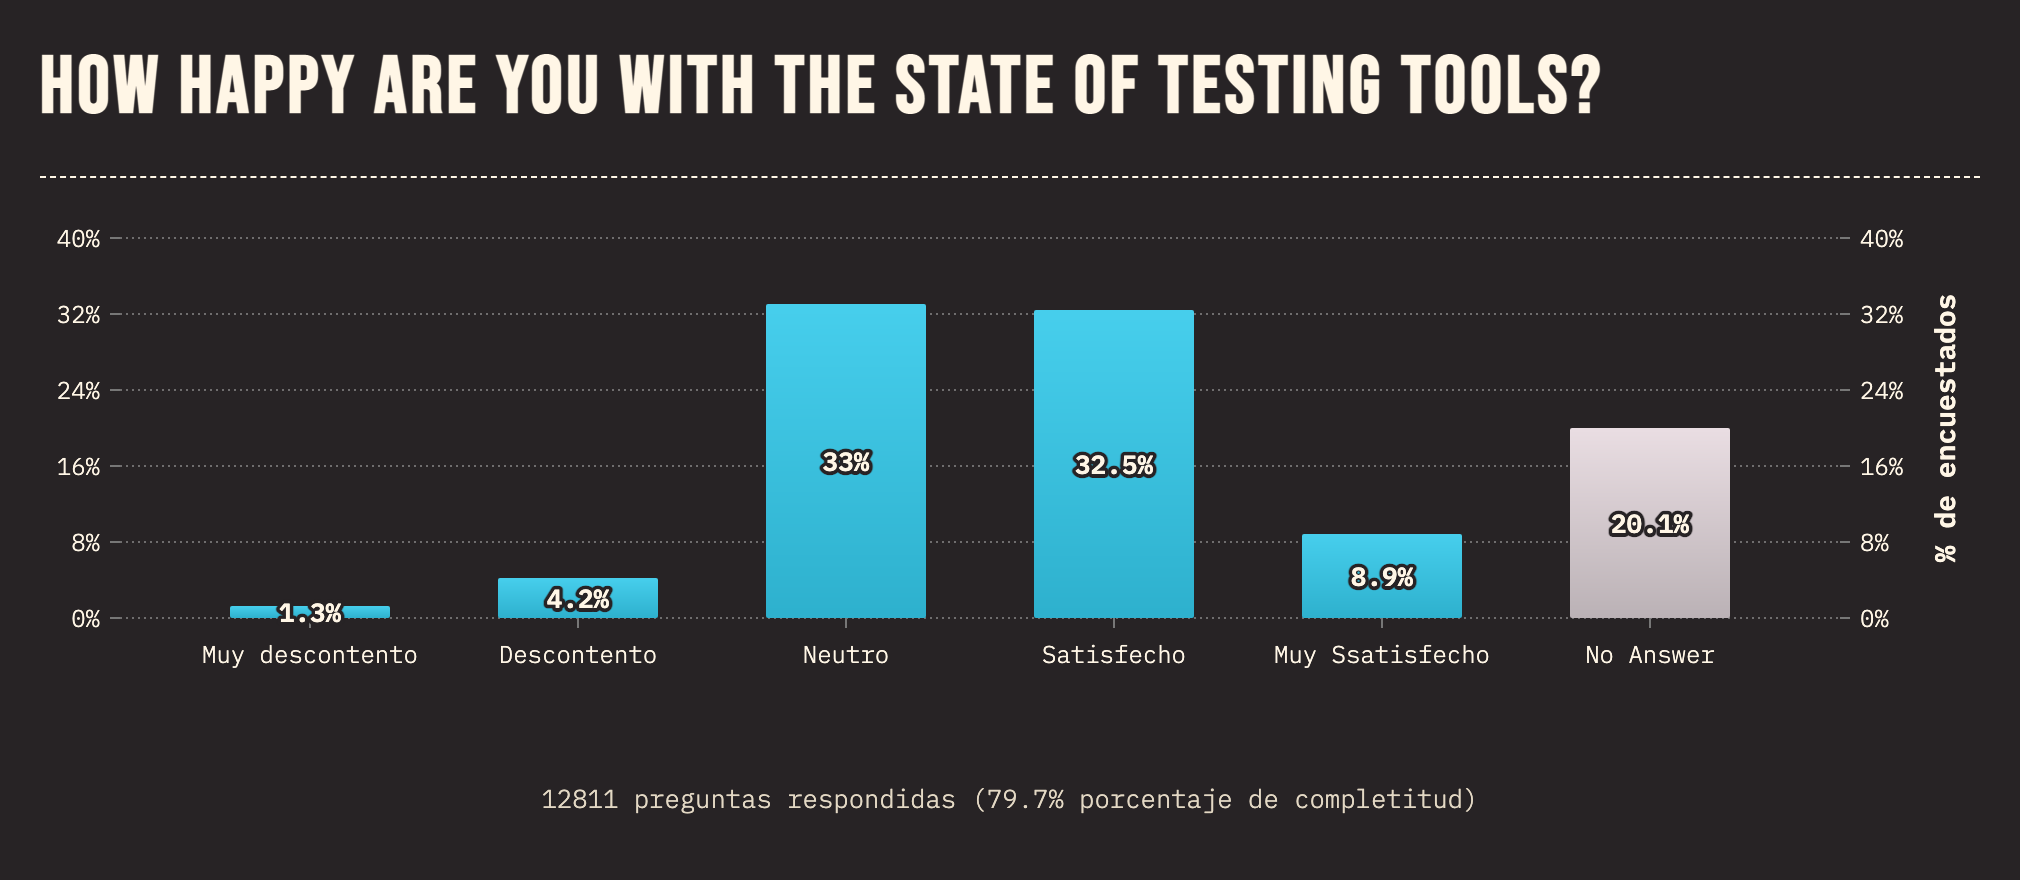 HOW HAPPY ARE YOU WITH THE STATE OF TESTING TOOLS?
40% 40%
32% 32%
24% 24%
16% 16%
8% 8%
0% 0%
% de encuestados
1.3% 4.2% 33% 32.5% 8.9% 20.1%
Muy descontento Descontento Neutro Satisfecho Muy Ssatisfecho No Answer
12811 preguntas respondidas (79.7% porcentaje de completitud)